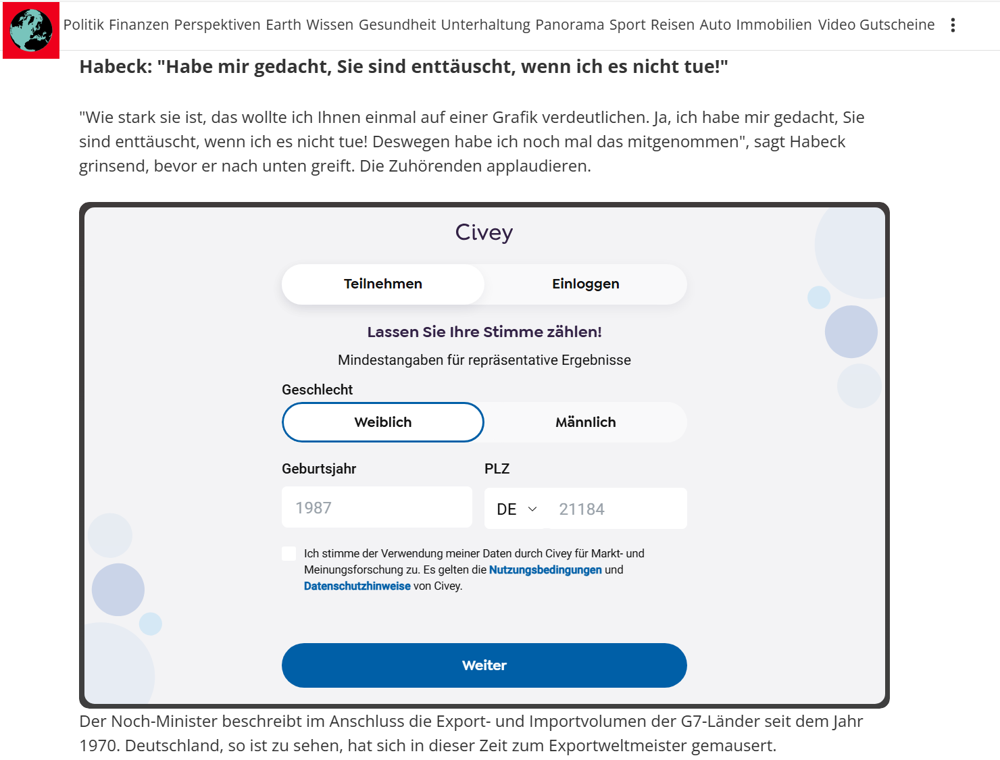 Politik Finanzen Perspektiven Earth Wissen Gesundheit Unterhaltung Panorama Sport Reisen Auto Immobilien Video Gutscheine
Habeck: "Habe mir gedacht, Sie sind enttäuscht, wenn ich es nicht tue!"
"Wie stark sie ist, das wollte ich Ihnen einmal auf einer Grafik verdeutlichen. Ja, ich habe mir gedacht, Sie
sind enttäuscht, wenn ich es nicht tue! Deswegen habe ich noch mal das mitgenommen", sagt Habeck
grinsend, bevor er nach unten greift. Die Zuhörenden applaudieren.
Civey
Teilnehmen Einloggen
Lassen Sie Ihre Stimme zählen!
Mindestangaben für repräsentative Ergebnisse
Geschlecht
Weiblich Männlich
Geburtsjahr PLZ
1987 DE 21184
Ich stimme der Verwendung meiner Daten durch Civey für Markt- und
Meinungsforschung zu. Es gelten die Nutzungsbedingungen und
Datenschutzhinweise von Civey.
Weiter
Der Noch-Minister beschreibt im Anschluss die Export- und Importvolumen der G7-Länder seit dem Jahr
1970. Deutschland, so ist zu sehen, hat sich in dieser Zeit zum Exportweltmeister gemausert.